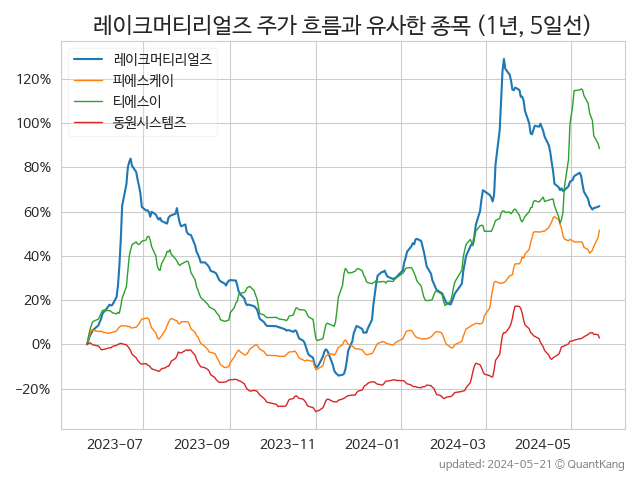 레이크머티리얼즈 주가 흐름과 유사한 종목 (1년, 5일선)
레이크머티리얼즈
피에스케이
티에스이
동원시스템즈
120%
100%
80%
60%
40%
20%
0%
−20%
2023-07 2023-09 2023-11 2024-01 2024-03 2024-05
updated: 2024-05-21 © QuantKang